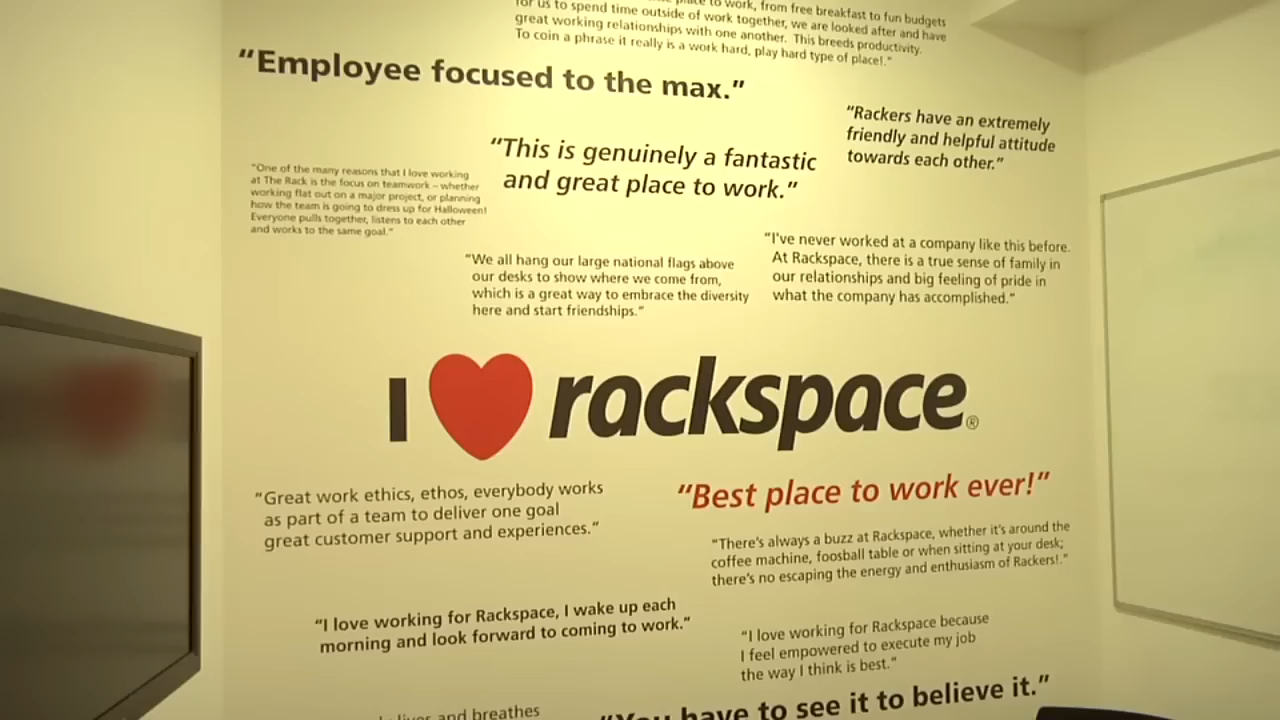 place to work, from free breakfast to fun budgets
for us to spend time outside of work together, we are looked after and have
great working relationships with one another. This breeds productivity.
To coin a phrase it really is a work hard, play hard type of place!."
"Employee focused to the max."
"Rackers have an extremely
friendly and helpful attitude
towards each other."
"This is genuinely a fantastic
and great place to work."
"One of the many reasons that I love working
at The Rack is the focus on teamwork – whether
working flat out on a major project, or planning
how the team is going to dress up for Halloween!
Everyone pulls together, listens to each other
and works to the same goal."
"We all hang our large national flags above
our desks to show where we come from,
which is a great way to embrace the diversity
here and start friendships."
"I've never worked at a company like this before.
At Rackspace, there is a true sense of family in
our relationships and big feeling of pride in
what the company has accomplished."
I ❤ rackspace®
"Great work ethics, ethos, everybody works
as part of a team to deliver one goal
great customer support and experiences."
"Best place to work ever!"
"There's always a buzz at Rackspace, whether it's around the
coffee machine, foosball table or when sitting at your desk;
there's no escaping the energy and enthusiasm of Rackers!."
"I love working for Rackspace, I wake up each
morning and look forward to coming to work."
"I love working for Rackspace because
I feel empowered to execute my job
the way I think is best."
"You have to see it to believe it."
and breathes